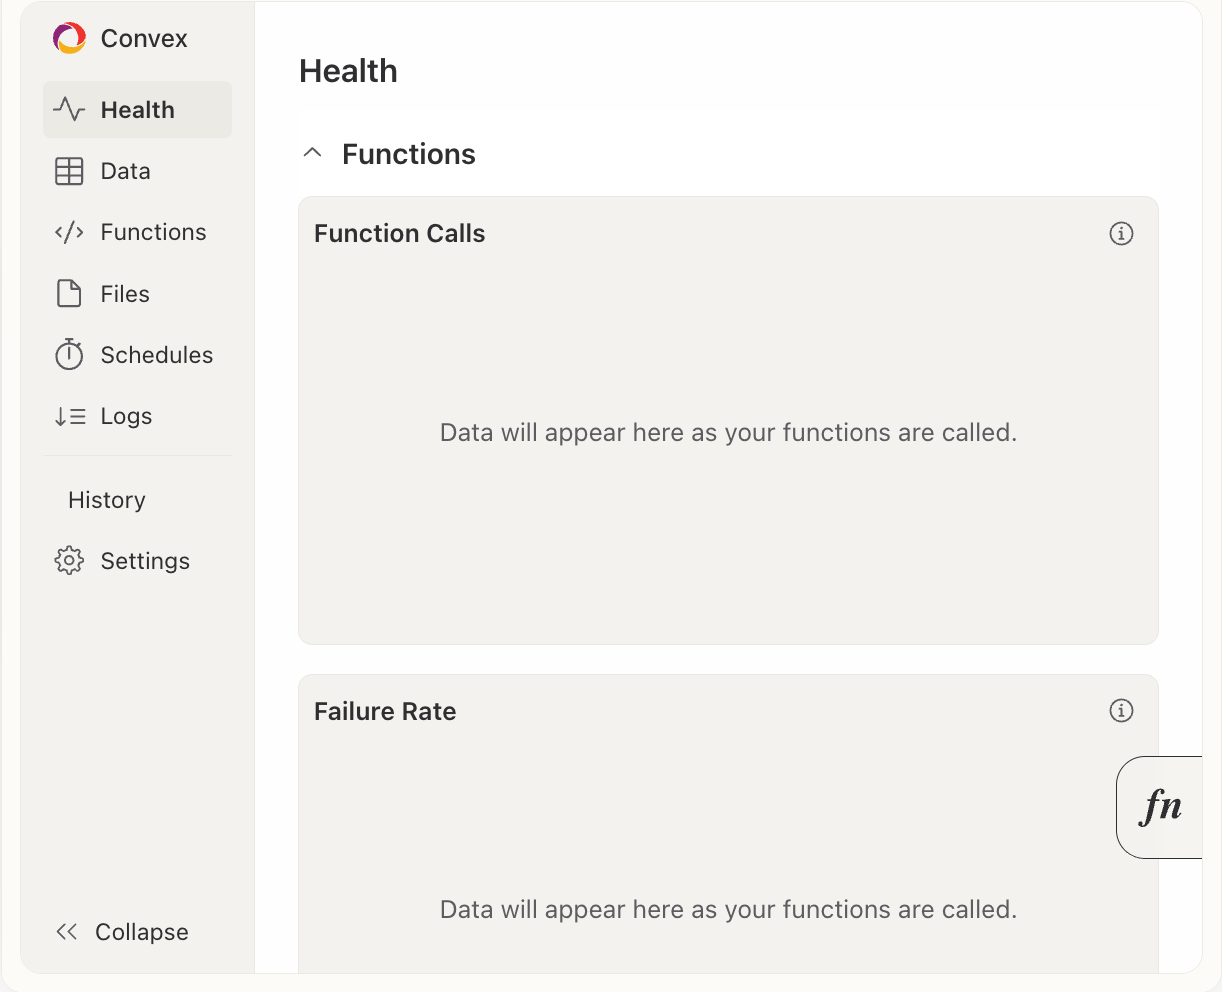 Convex
Health
Data
Functions
Files
Schedules
Logs
History
Settings
Collapse
Health
Functions
Function Calls
Data will appear here as your functions are called.
Failure Rate
Data will appear here as your functions are called.
fn